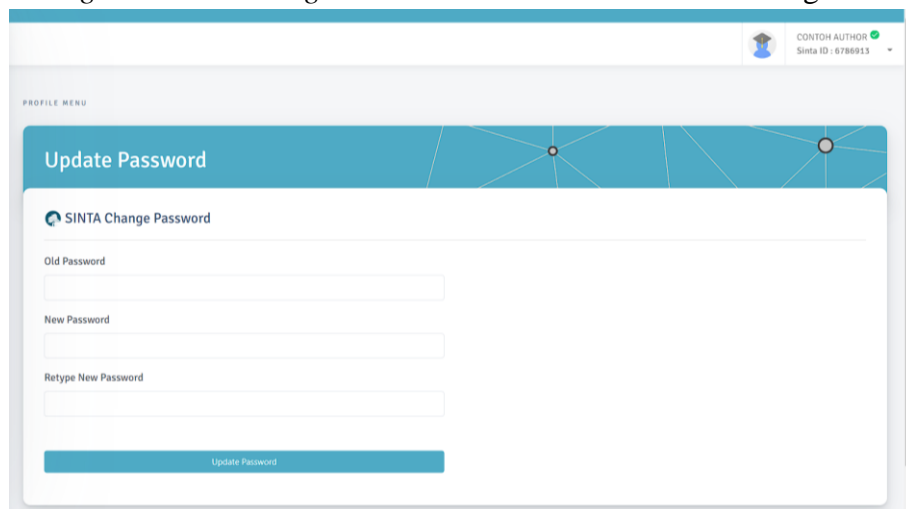 CONTOH AUTHOR
Sinta ID : 6786913
PROFILE MENU
Update Password
SINTA Change Password
Old Password
New Password
Retype New Password
Update Password